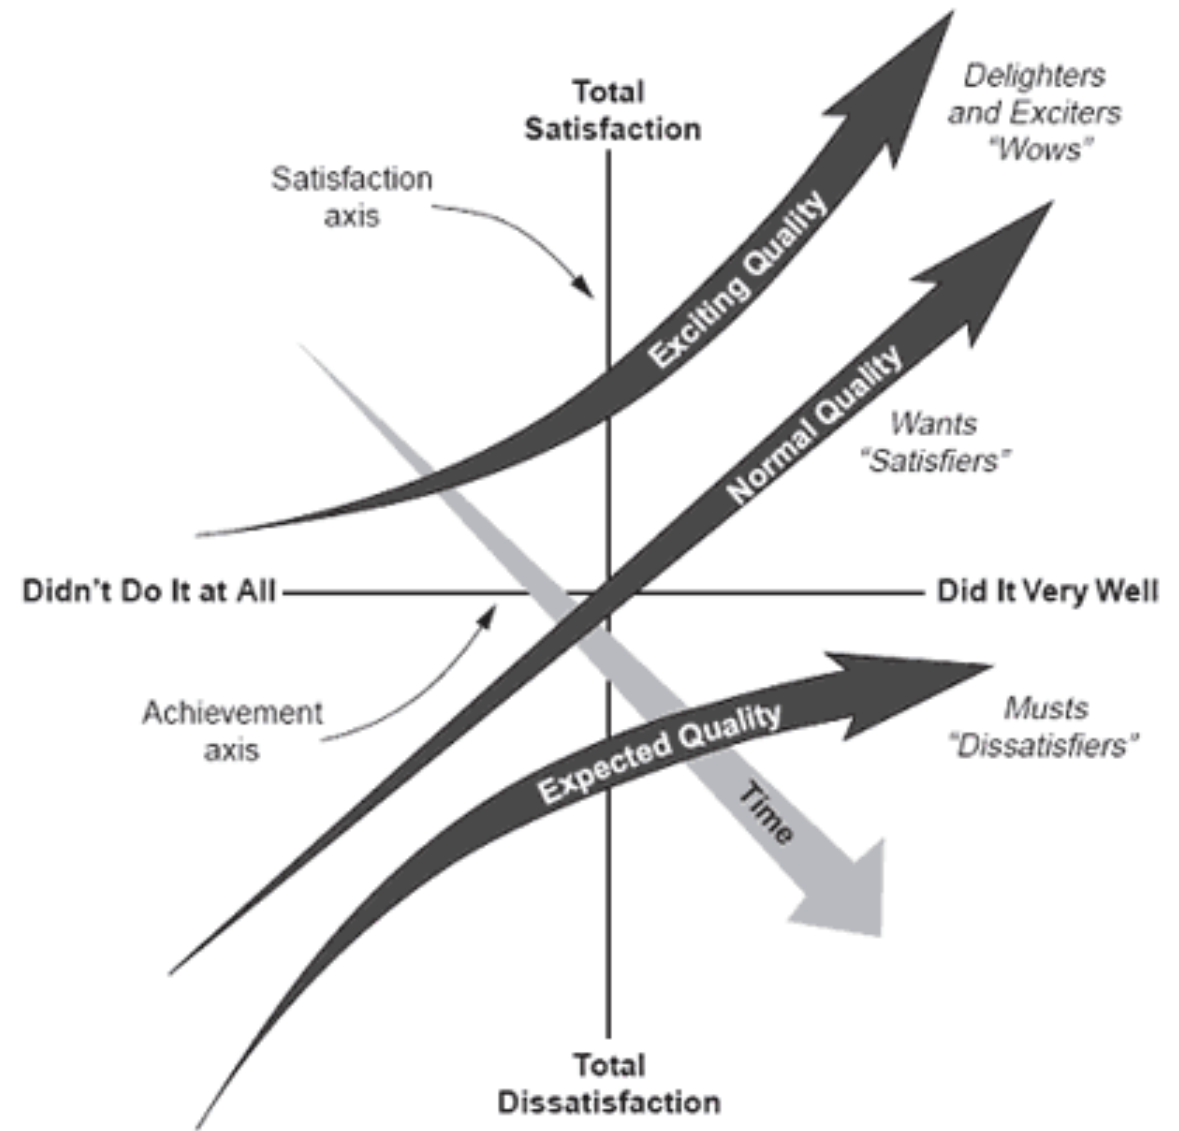 Total
Satisfaction
Delighters
and Exciters
“Wows”
Satisfaction
axis
Exciting Quality
Normal Quality
Wants
“Satisfiers”
Didn’t Do It at All
Did It Very Well
Achievement
axis
Expected Quality
Musts
“Dissatisfiers”
Time
Total
Dissatisfaction